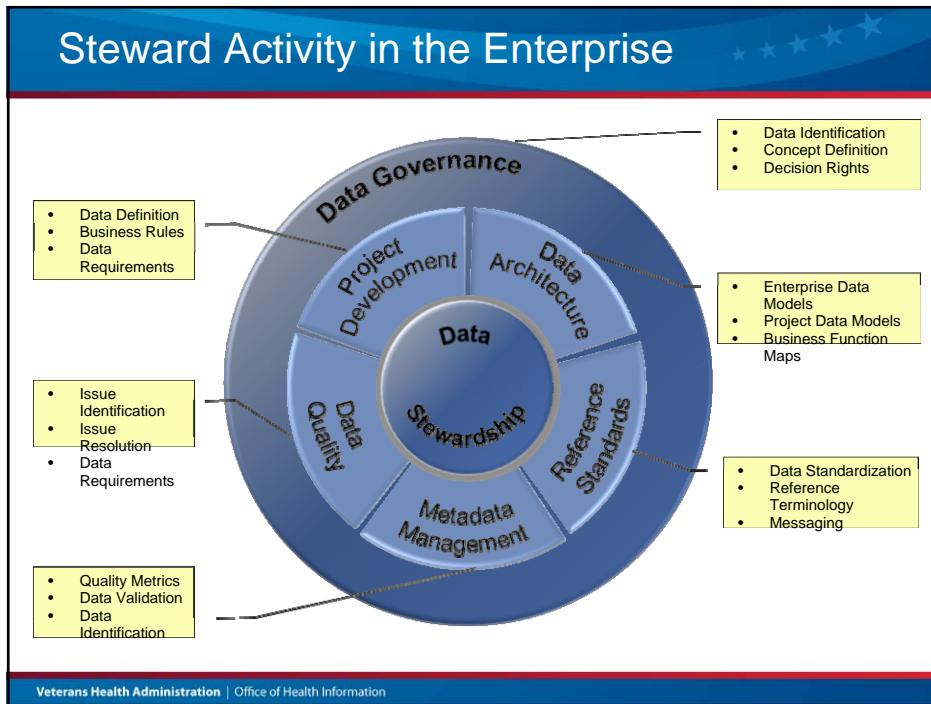 Steward Activity in the Enterprise
• Data Identification
• Concept Definition
• Decision Rights
Data Governance
• Data Definition
• Business Rules
• Data
Requirements
Project
Development
Data
Architecture
• Enterprise Data
Models
• Project Data Models
• Business Function
Maps
Data
Stewardship
• Issue
Identification
• Issue
Resolution
• Data
Requirements
Data
Quality
Reference
Standards
• Data Standardization
• Reference
Terminology
• Messaging
Metadata
Management
• Quality Metrics
• Data Validation
• Data
Identification
Veterans Health Administration | Office of Health Information